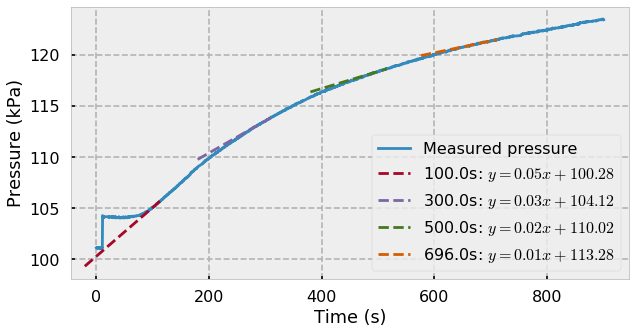 120
115
110
105
100
Pressure (kPa)
Measured pressure
100.0s: y = 0.05x + 100.28
300.0s: y = 0.03x + 104.12
500.0s: y = 0.02x + 110.02
696.0s: y = 0.01x + 113.28
0 200 400 600 800
Time (s)